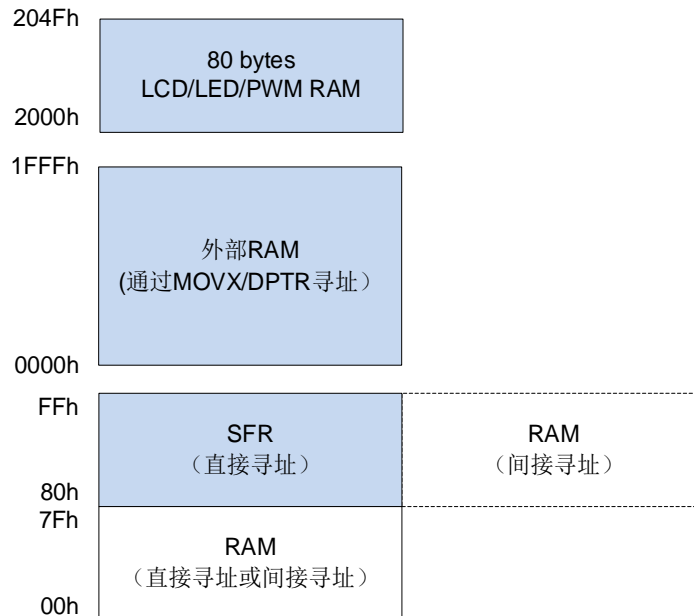 204Fh
80 bytes
LCD/LED/PWM RAM
2000h
1FFFh
外部RAM
(通过MOVX/DPTR寻址）
0000h
FFh
SFR
（直接寻址）
RAM
（间接寻址）
80h
7Fh
RAM
（直接寻址或间接寻址）
00h